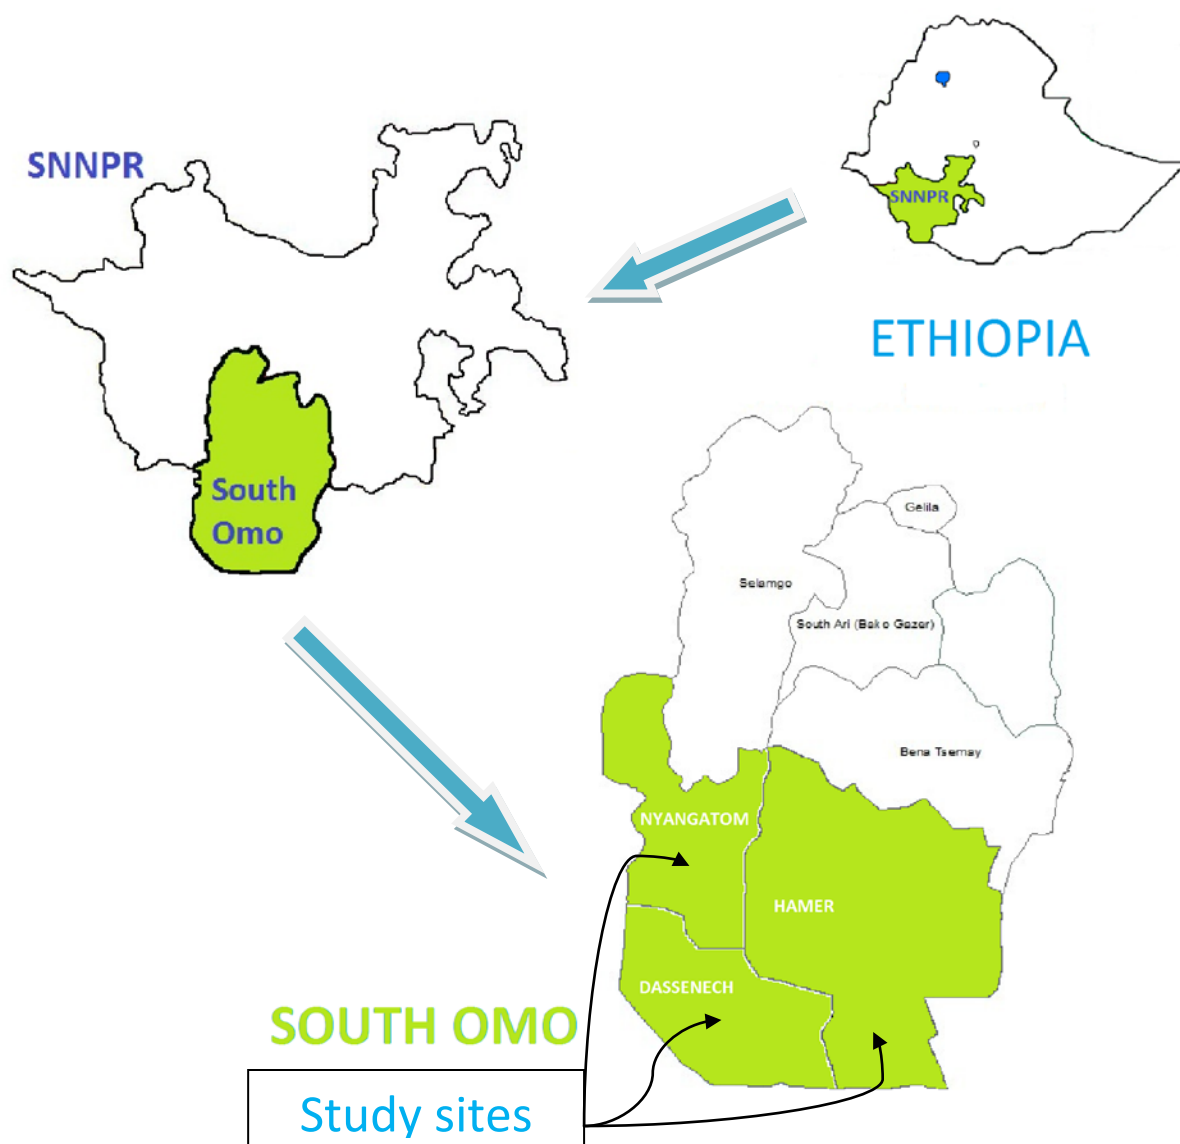 SNNPR
SNNPR
ETHIOPIA
South
Omo
Gelila
Selamgo
South Ari (Bako Gazer)
Bena Tsemay
NYANGATOM
HAMER
DASSENECH
SOUTH OMO
Study sites